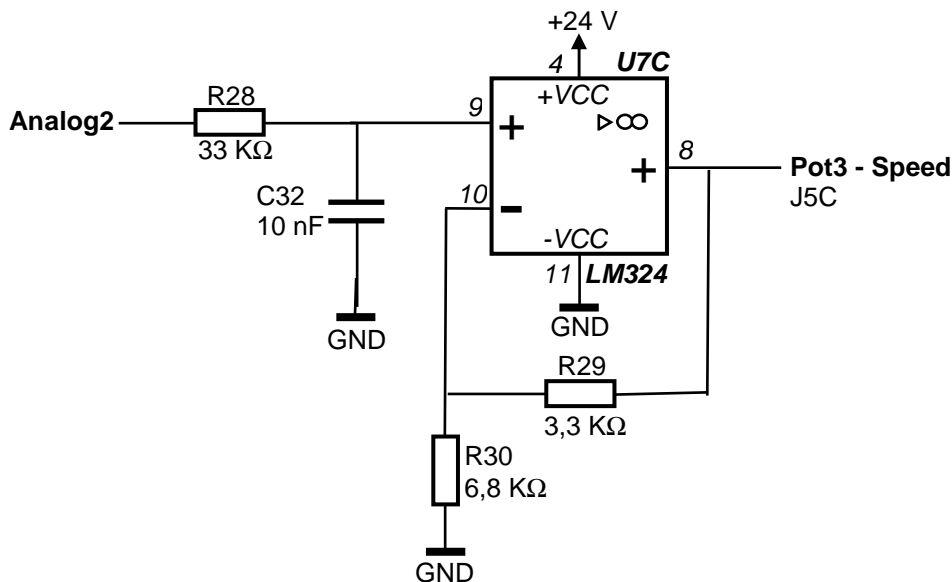 +24 V
4 U7C
R28
+VCC
Analog2
9
+
▷∞
33 KΩ
8
+
Pot3 - Speed
J5C
C32
10
-
10 nF
-VCC
11 LM324
GND
GND
R29
3,3 KΩ
R30
6,8 KΩ
GND